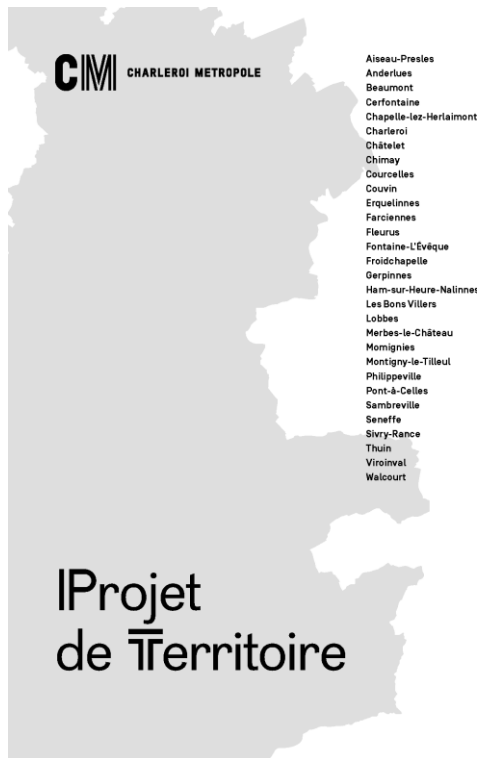 CM CHARLEROI METROPOLE
Aiseau-Presles
Anderlues
Beaumont
Cerfontaine
Chapelle-lez-Herlaimont
Charleroi
Châtelet
Chimay
Courcelles
Couvin
Erquelinnes
Farciennes
Fleurus
Fontaine-L'Évêque
Froidchapelle
Gerpinnes
Ham-sur-Heure-Nalinnes
Les Bons Villers
Lobbes
Merbes-le-Château
Momignies
Montigny-le-Tilleul
Philippeville
Pont-à-Celles
Sambreville
Seneffe
Sivry-Rance
Thuin
Viroinval
Walcourt
Projet
de Territoire